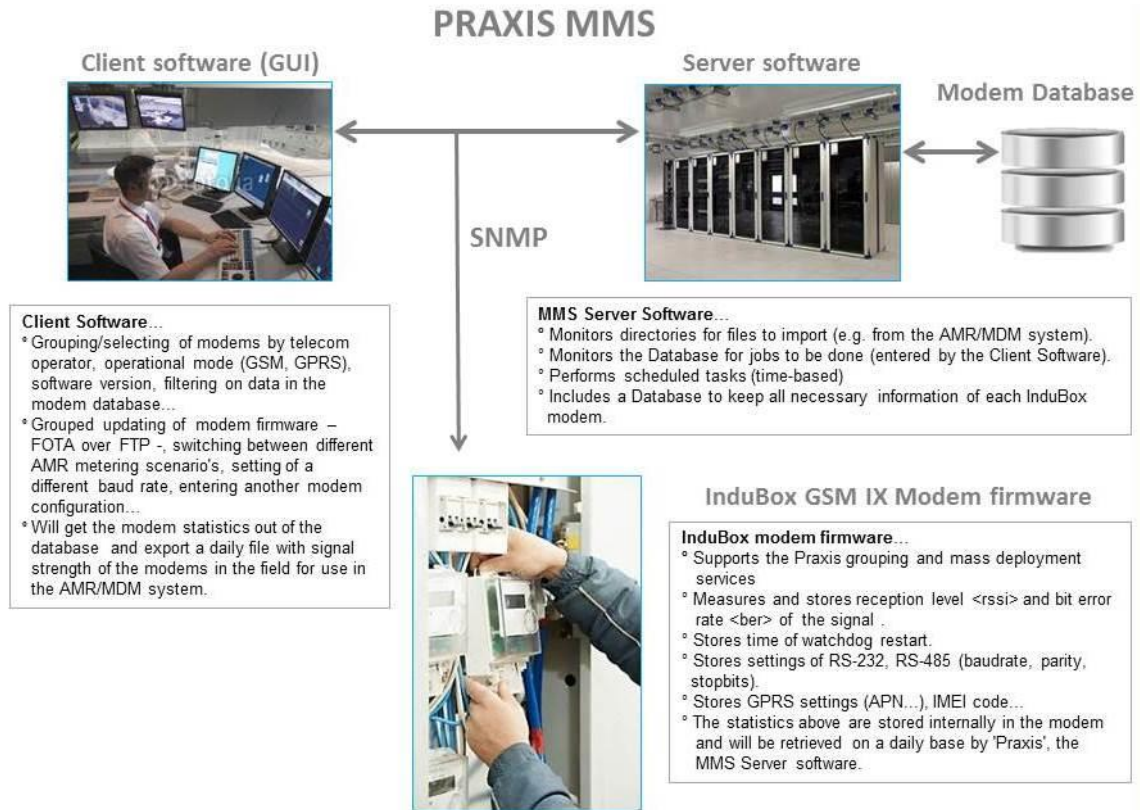 PRAXIS MMS
Client software (GUI)
Server software
Modem Database
SNMP
Client Software...
° Grouping/selecting of modems by telecom
operator, operational mode (GSM, GPRS),
software version, filtering on data in the
modem database...
° Grouped updating of modem firmware –
FOTA over FTP -, switching between different
AMR metering scenario's, setting of a
different baud rate, entering another modem
configuration...
° Will get the modem statistics out of the
database and export a daily file with signal
strength of the modems in the field for use in
the AMR/MDM system.
MMS Server Software...
° Monitors directories for files to import (e.g. from the AMR/MDM system).
° Monitors the Database for jobs to be done (entered by the Client Software).
° Performs scheduled tasks (time-based)
° Includes a Database to keep all necessary information of each InduBox
modem.
InduBox GSM IX Modem firmware
InduBox modem firmware...
° Supports the Praxis grouping and mass deployment
services
° Measures and stores reception level <rssi> and bit error
rate <ber> of the signal .
° Stores time of watchdog restart.
° Stores settings of RS-232, RS-485 (baudrate, parity,
stopbits).
° Stores GPRS settings (APN...), IMEI code...
° The statistics above are stored internally in the modem
and will be retrieved on a daily base by 'Praxis', the
MMS Server software.